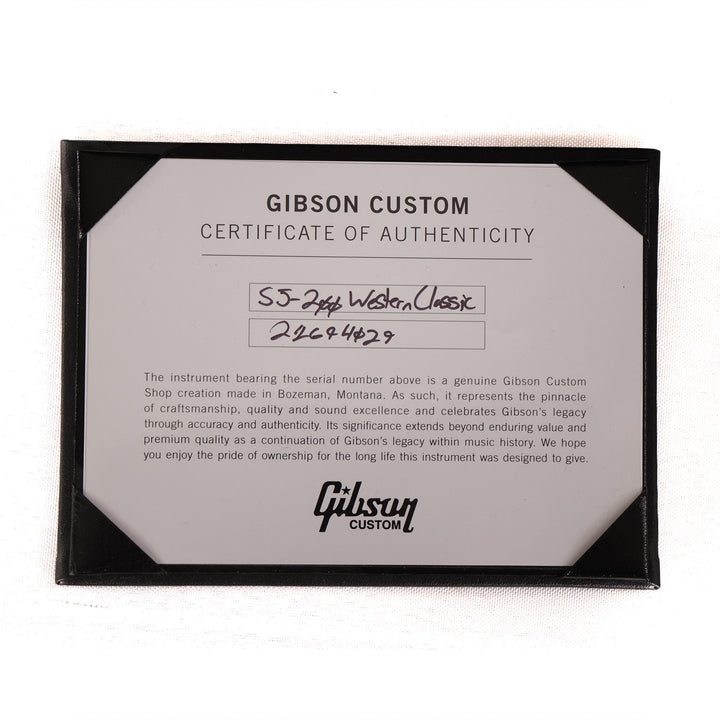 GIBSON CUSTOM
CERTIFICATE OF AUTHENTICITY
SJ-200 Western Classic
22694029
The instrument bearing the serial number above is a genuine Gibson Custom
Shop creation made in Bozeman, Montana. As such, it represents the pinnacle
of craftsmanship, quality and sound excellence and celebrates Gibson's legacy
through accuracy and authenticity. Its significance extends beyond enduring value and
premium quality as a continuation of Gibson's legacy within music history. We hope
you enjoy the pride of ownership for the long life this instrument was designed to give.
Gibson
CUSTOM